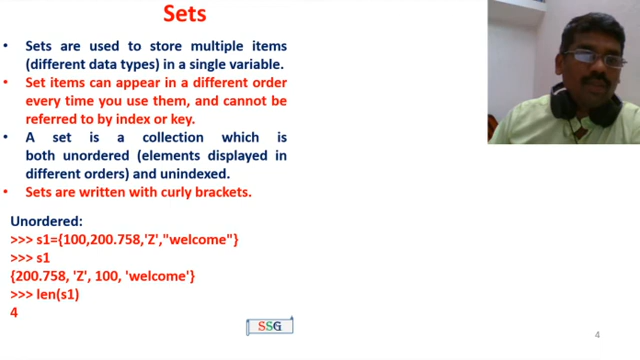 Sets
• Sets are used to store multiple items
(different data types) in a single variable.
• Set items can appear in a different order
every time you use them, and cannot be
referred to by index or key.
• A set is a collection which is
both unordered (elements displayed in
different orders) and unindexed.
• Sets are written with curly brackets.
Unordered:
>>> s1={100,200.758,'Z',"welcome"}
>>> s1
{200.758, 'Z', 100, 'welcome'}
>>> len(s1)
4
SSG
4